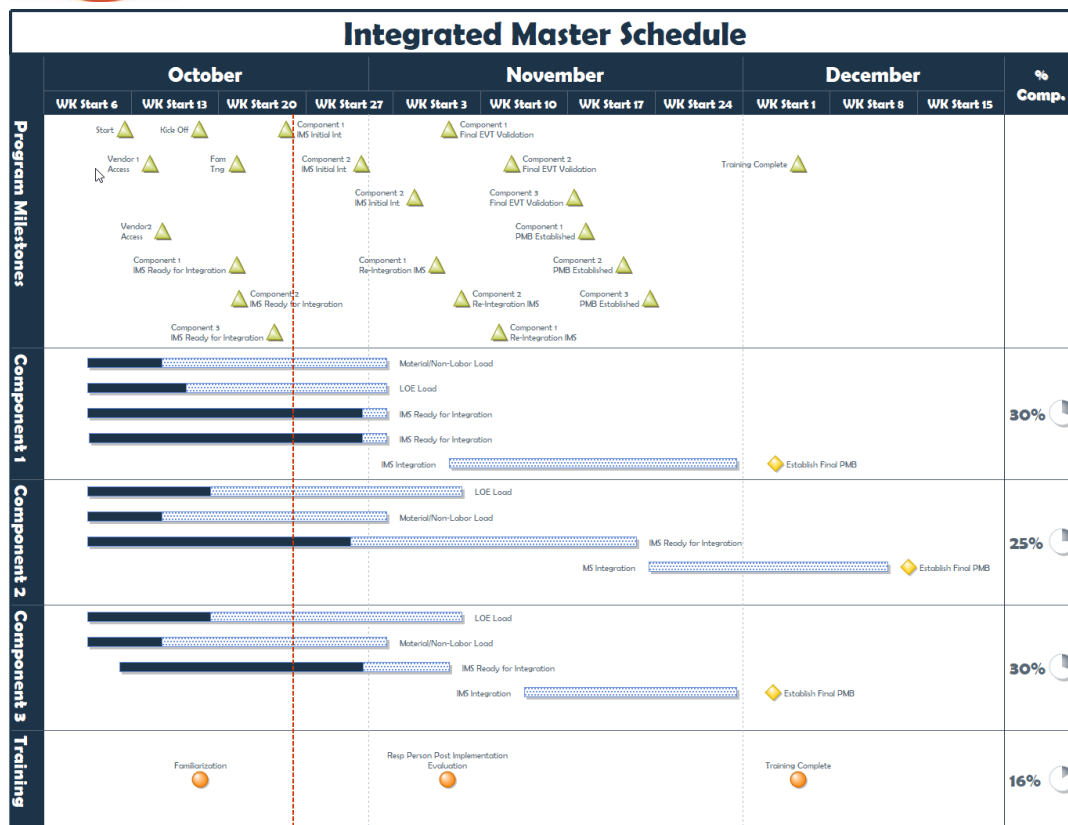 Integrated Master Schedule
October
November
December
%
Comp.
WK Start 6
WK Start 13
WK Start 20
WK Start 27
WK Start 3
WK Start 10
WK Start 17
WK Start 24
WK Start 1
WK Start 8
WK Start 15
Program Milestones
Start
Kick Off
Component 1
IMS Initial Int
Component 1
Final EVT Validation
Vendor 1
Access
Fam
Tng
Component 2
IMS Initial Int
Component 2
Final EVT Validation
Training Complete
Component 2
IMS Initial Int
Component 3
Final EVT Validation
Vendor2
Access
Component 1
PMB Established
Component 1
IMS Ready for Integration
Component 1
Re-Integration IMS
Component 2
PMB Established
Component 2
IMS Ready for Integration
Component 2
Re-Integration IMS
Component 3
PMB Established
Component 3
IMS Ready for Integration
Component 1
Re-Integration IMS
Component 1
Material/Non-Labor Load
LOE Load
IMS Ready for Integration
IMS Ready for Integration
IMS Integration
Establish Final PMB
30%
Component 2
LOE Load
Material/Non-Labor Load
IMS Ready for Integration
MS Integration
Establish Final PMB
25%
Component 3
LOE Load
Material/Non-Labor Load
IMS Ready for Integration
IMS Integration
Establish Final PMB
30%
Training
Familiarization
Resp Person Post Implementation
Evaluation
Training Complete
16%